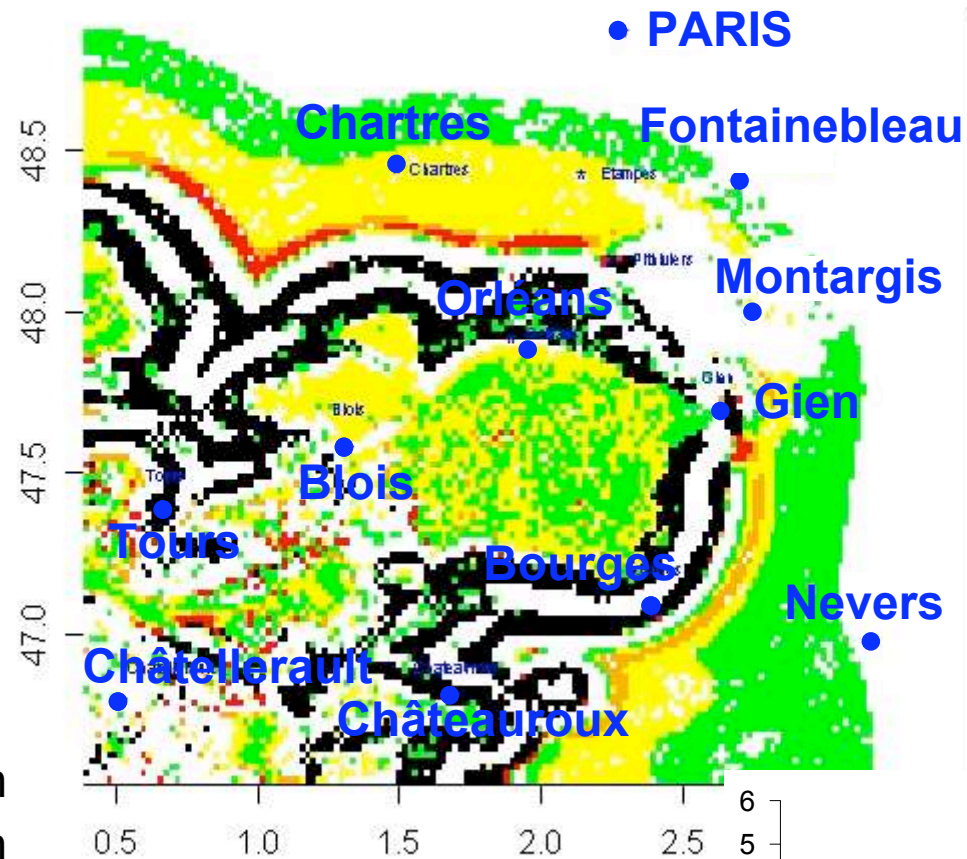 PARIS
Chartres
Fontainebleau
Chartres
Etampes
48.5
Montargis
Orléans
48.0
Gien
Gien
Blois
Blois
47.5
Tours
Tours
Bourges
Nevers
47.0
Châtellerault
Châteauroux
0.5 1.0 1.5 2.0 2.5
6
5